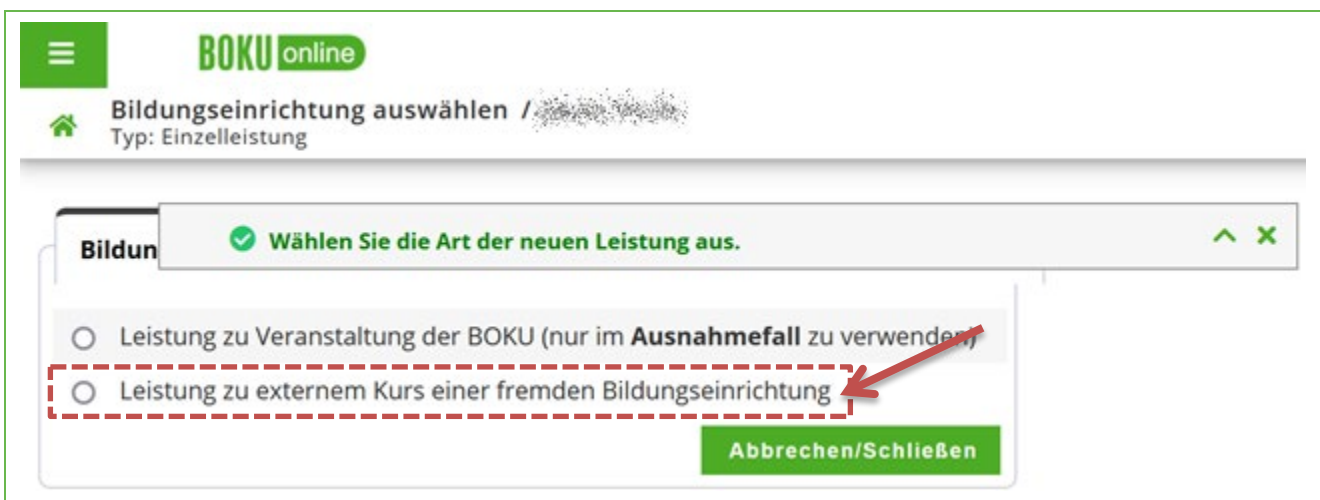 BOKU online
Bildungseinrichtung auswählen /
Typ: Einzelleistung
Bildun
Wählen Sie die Art der neuen Leistung aus.
Leistung zu Veranstaltung der BOKU (nur im Ausnahmefall zu verwenden)
Leistung zu externem Kurs einer fremden Bildungseinrichtung
Abbrechen/Schließen